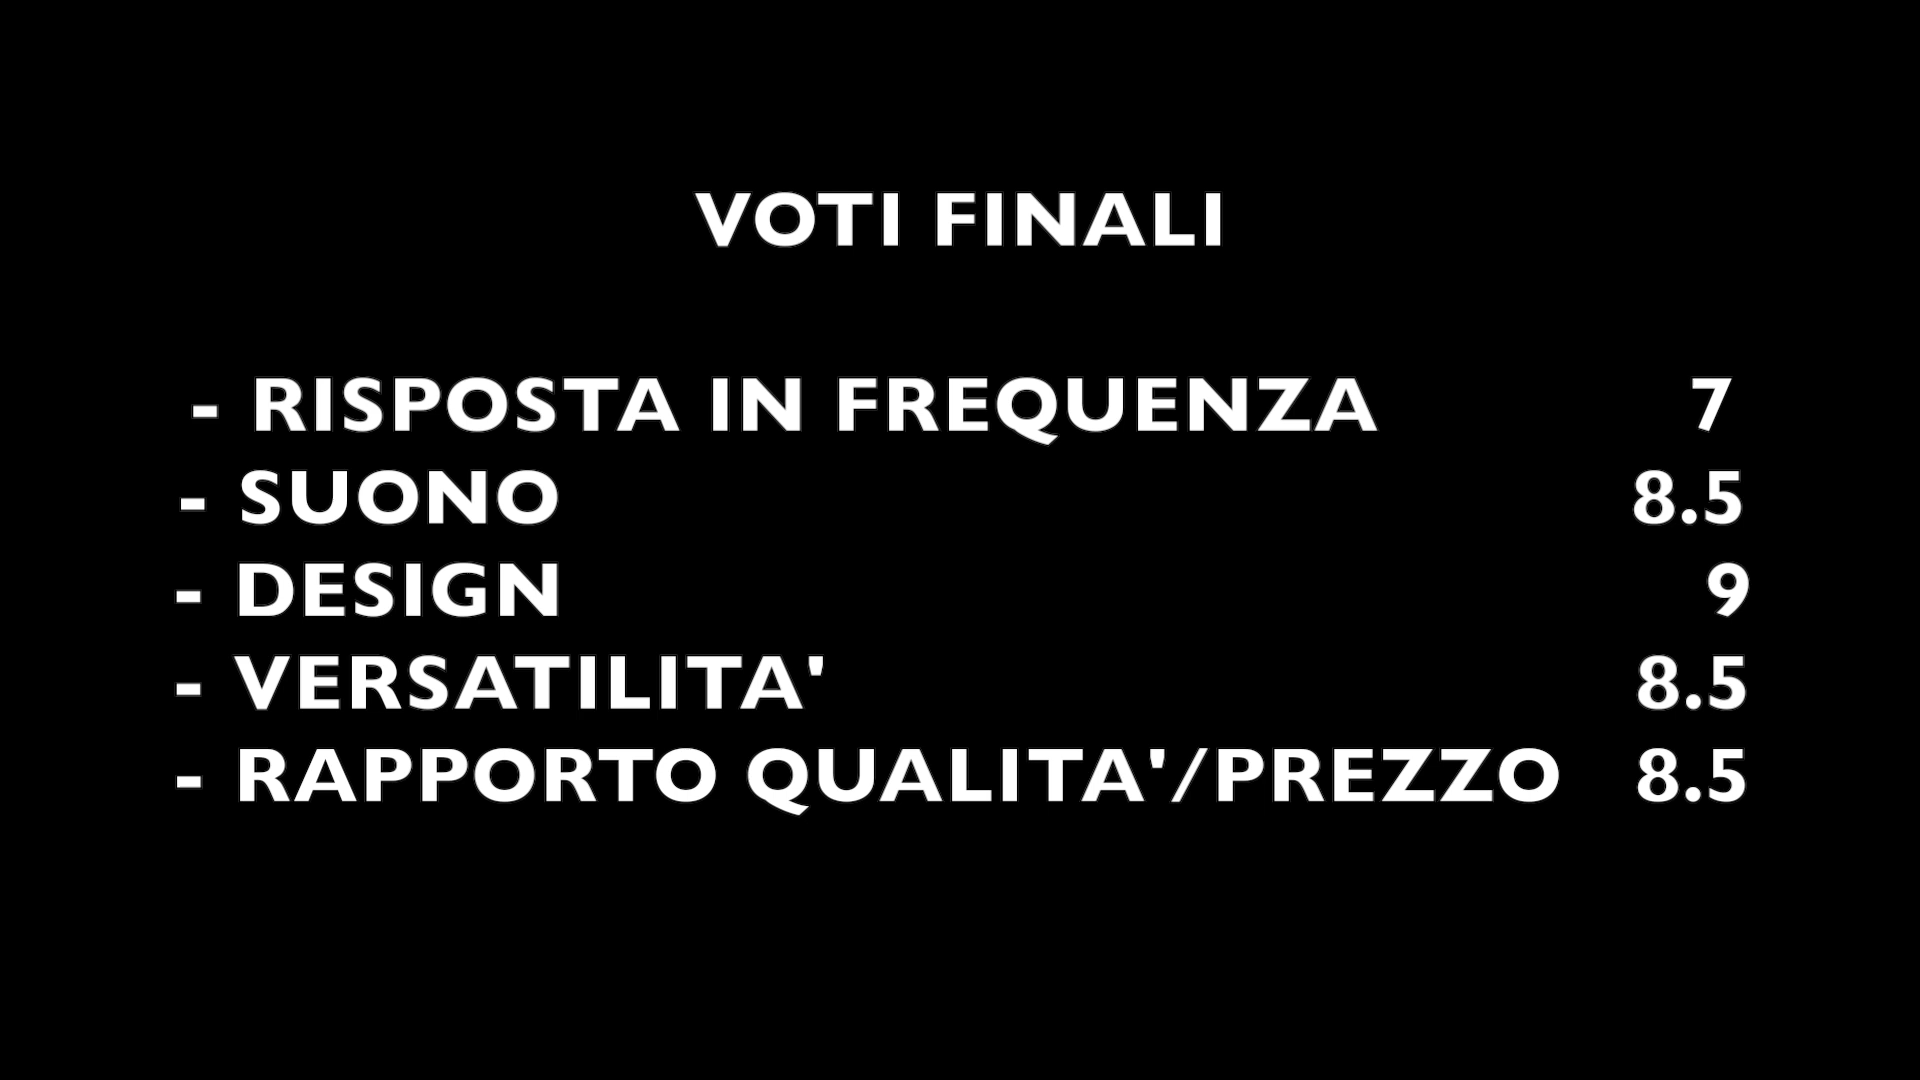 VOTI FINALI
- RISPOSTA IN FREQUENZA 7
- SUONO 8.5
- DESIGN 9
- VERSATILITA' 8.5
- RAPPORTO QUALITA'/PREZZO 8.5